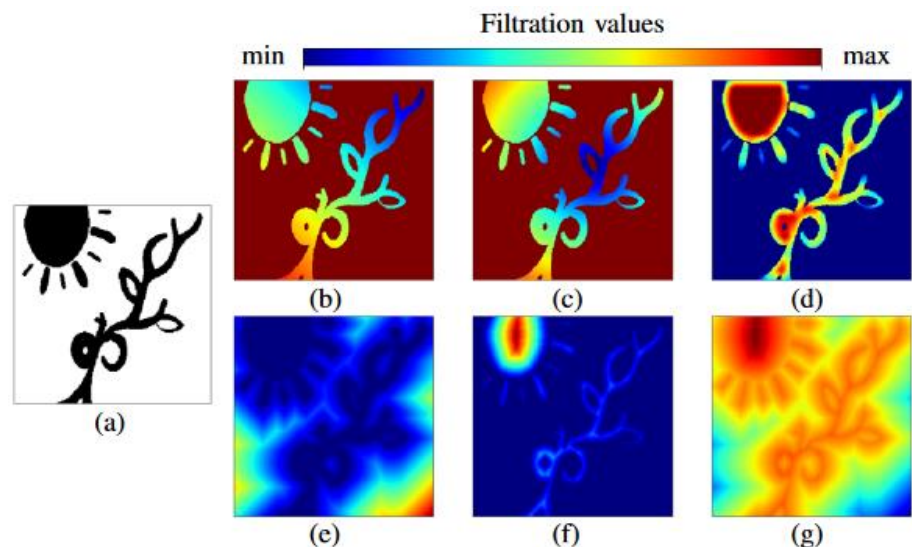 Filtration values
min max
(b) (c) (d)
(a)
(e) (f) (g)